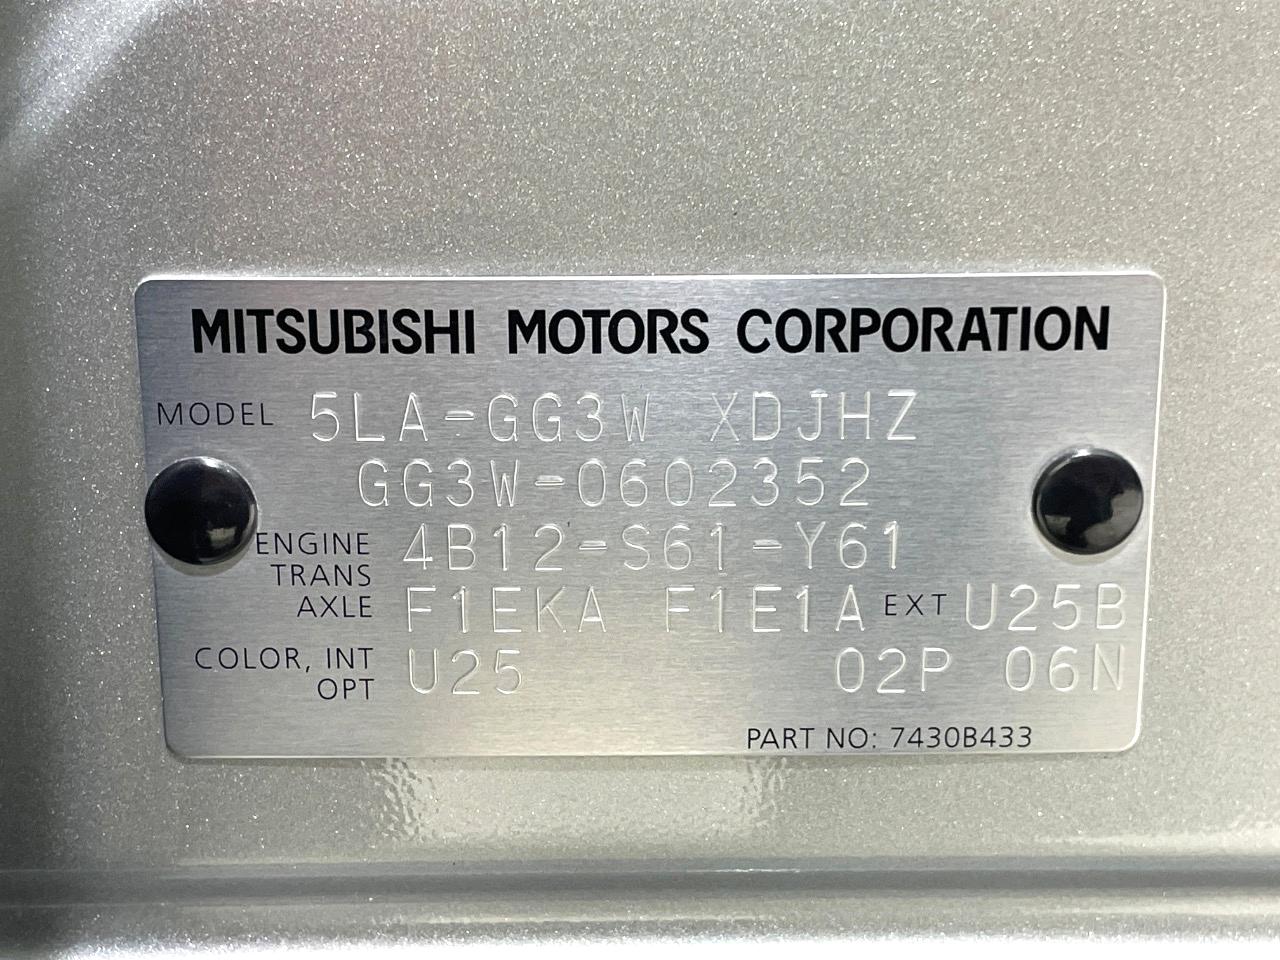 MITSUBISHI MOTORS CORPORATION
MODEL 5LA-GG3W XDJHZ
GG3W-0602352
ENGINE 4B12-S61-Y61
TRANS
AXLE F1EKA F1E1A EXT U25B
COLOR, INT U25 02P 06N
OPT
PART NO: 7430B433